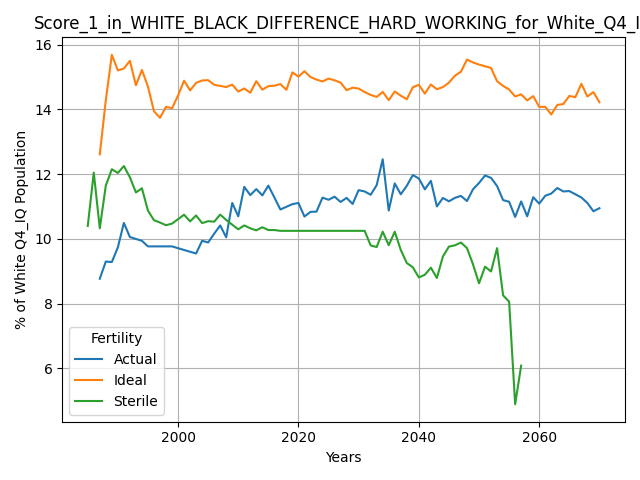 Score_1_in_WHITE_BLACK_DIFFERENCE_HARD_WORKING_for_White_Q4_I
16
14
12
10
8
6
% of White Q4_IQ Population
Fertility
Actual
Ideal
Sterile
2000
2020
2040
2060
Years